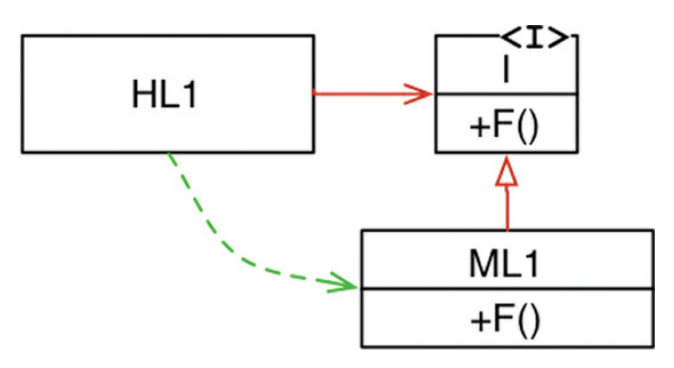 HL1
<I>
I
+F()
ML1
+F()